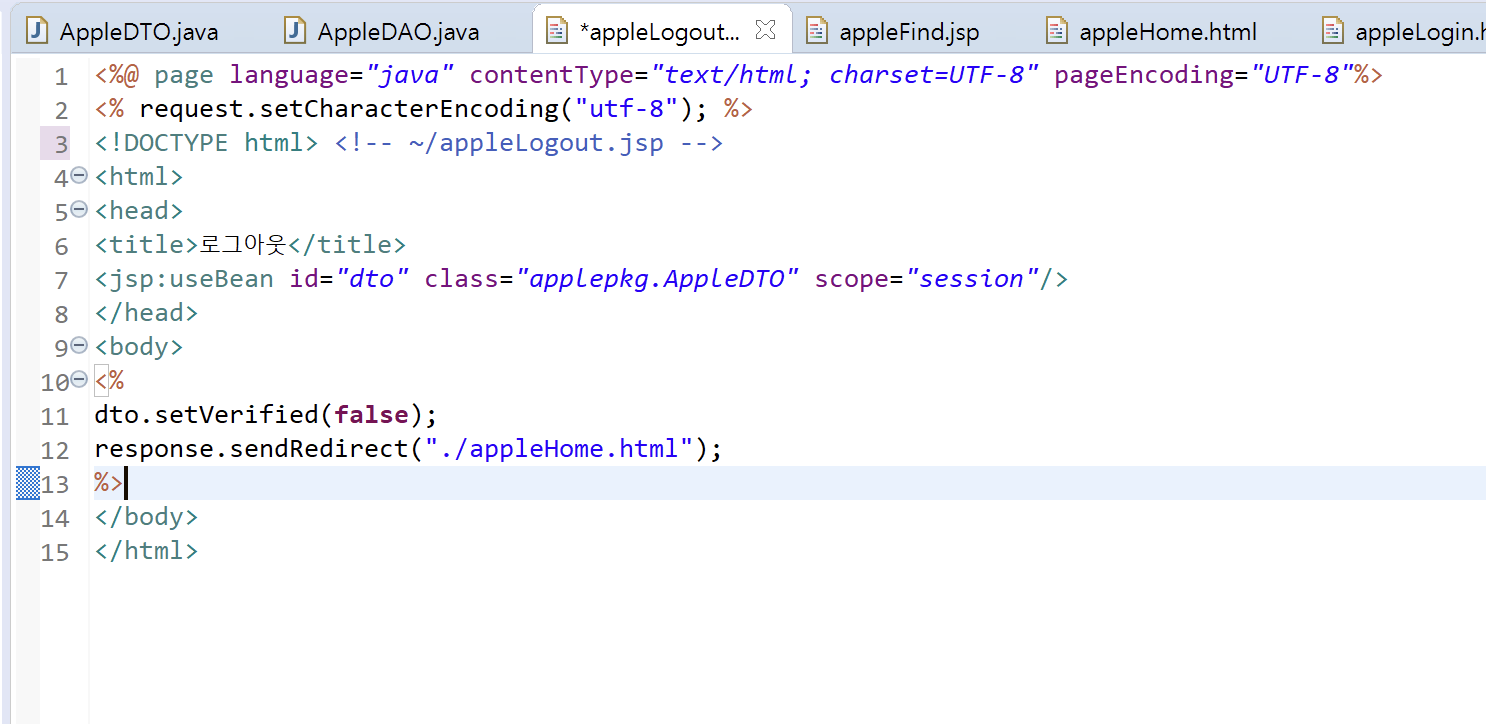 AppleDTO.java AppleDAO.java *appleLogout... appleFind.jsp appleHome.html appleLogin.h
1 <%@ page language="java" contentType="text/html; charset=UTF-8" pageEncoding="UTF-8"%>
2 <% request.setCharacterEncoding("utf-8"); %>
3 <!DOCTYPE html> <!-- ~/appleLogout.jsp -->
4 <html>
5 <head>
6 <title>로그아웃</title>
7 <jsp:useBean id="dto" class="applepkg.AppleDTO" scope="session"/>
8 </head>
9 <body>
10 <%
11 dto.setVerified(false);
12 response.sendRedirect("./appleHome.html");
13 %>
14 </body>
15 </html>